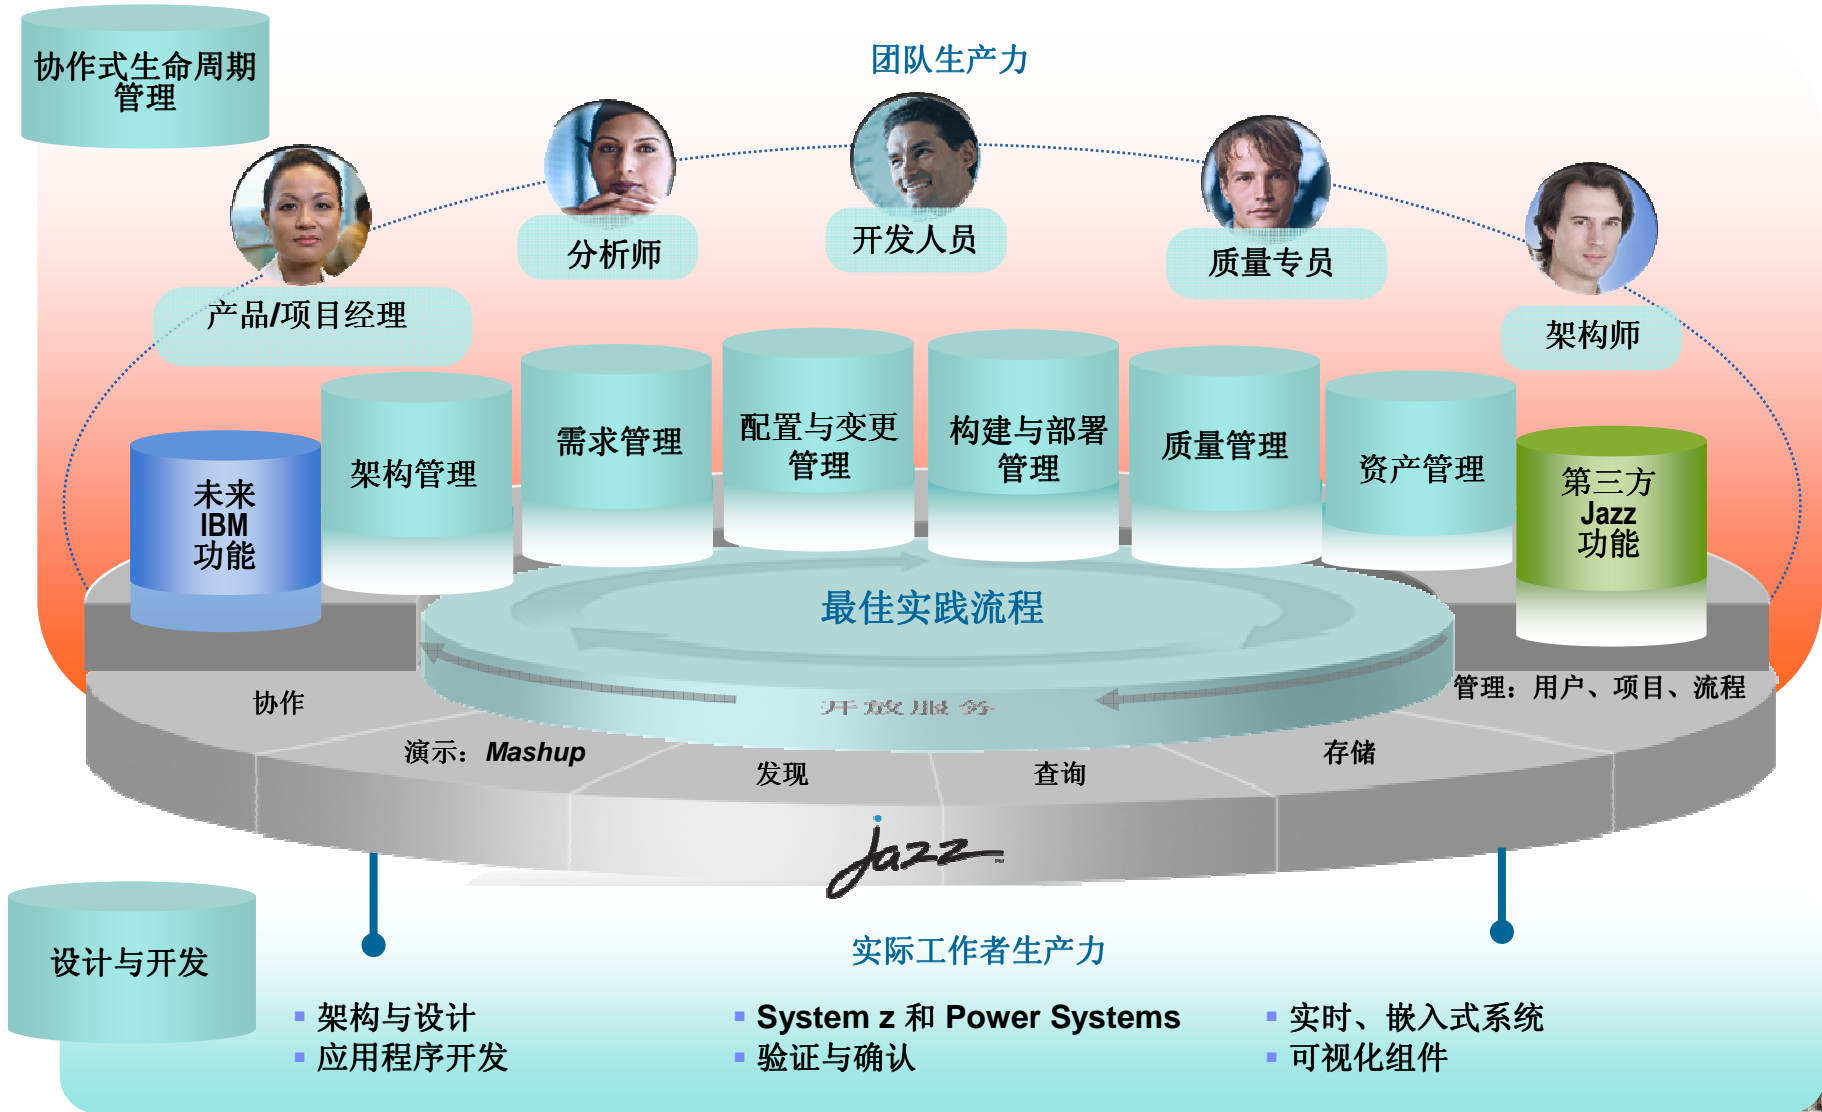 协作式生命周期
管理
团队生产力
产品/项目经理
分析师
开发人员
质量专员
架构师
未来
IBM
功能
架构管理
需求管理
配置与变更
管理
构建与部署
管理
质量管理
资产管理
第三方
Jazz
功能
最佳实践流程
开放服务
协作
演示：Mashup
发现
查询
存储
管理：用户、项目、流程
jazz
设计与开发
实际工作者生产力
架构与设计
应用程序开发
System z 和 Power Systems
验证与确认
实时、嵌入式系统
可视化组件